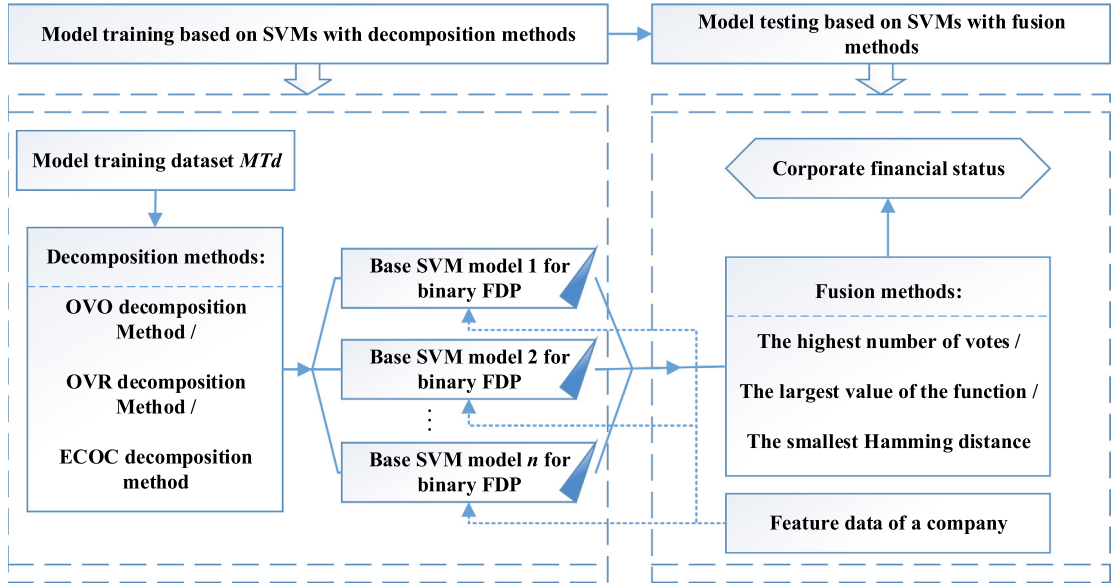 Model training based on SVMs with decomposition methods
Model testing based on SVMs with fusion
methods
Model training dataset MTd
Decomposition methods:
OVO decomposition
Method /
OVR decomposition
Method /
ECOC decomposition
method
Base SVM model 1 for
binary FDP
Base SVM model 2 for
binary FDP
⋮
Base SVM model n for
binary FDP
Corporate financial status
Fusion methods:
The highest number of votes /
The largest value of the function /
The smallest Hamming distance
Feature data of a company